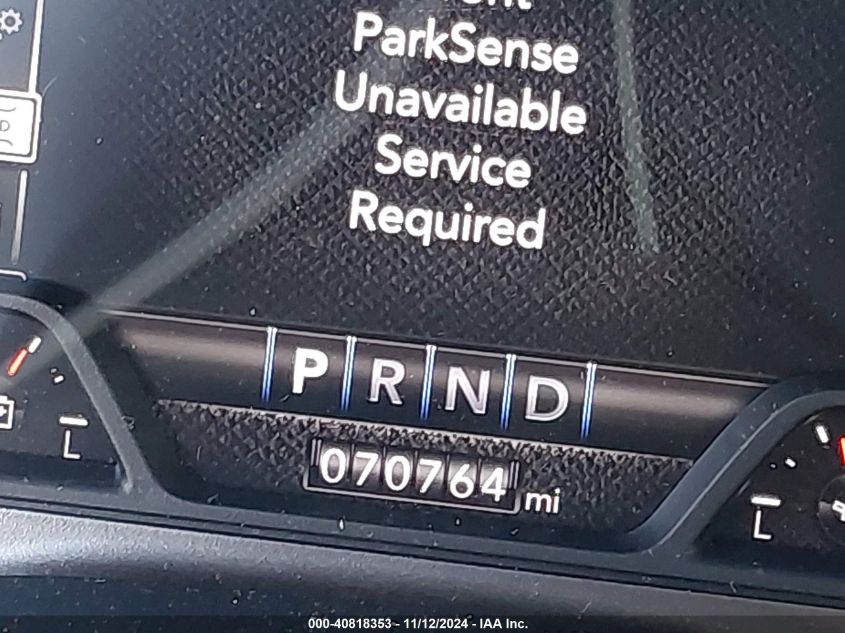 ParkSense
Unavailable
Service
Required
D
P R N D
L
070764 mi
L
000-40818353 - 11/12/2024 - IAA Inc.